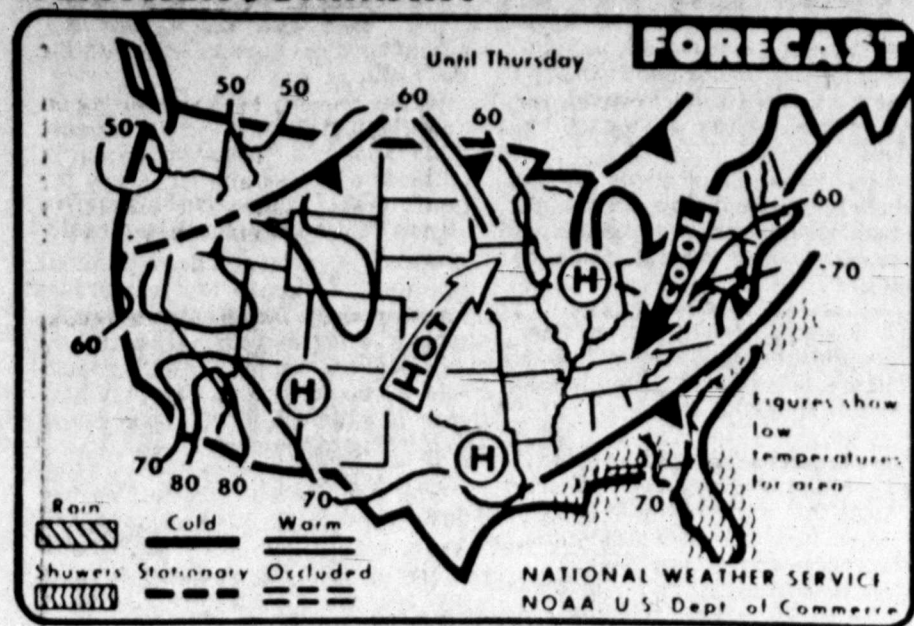 FORECAST
Until Thursday
50 50 50 60 60
60
70
COOL
H
HOT
H
H
60
70 80 80 70 70
Figures show
low
temperatures
for area
Rain Cold Warm
Showers Stationary Occluded
NATIONAL WEATHER SERVICE
NOAA U S Dept of Commerce